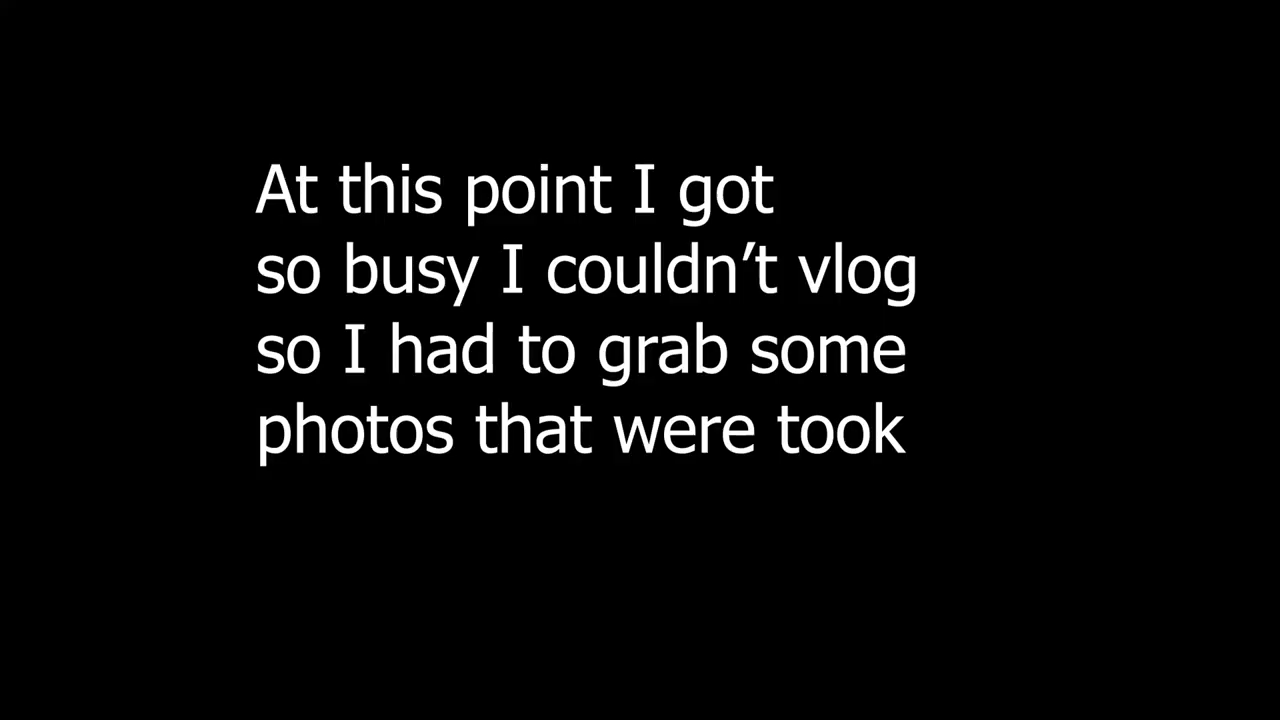 At this point I got
so busy I couldn’t vlog
so I had to grab some
photos that were took